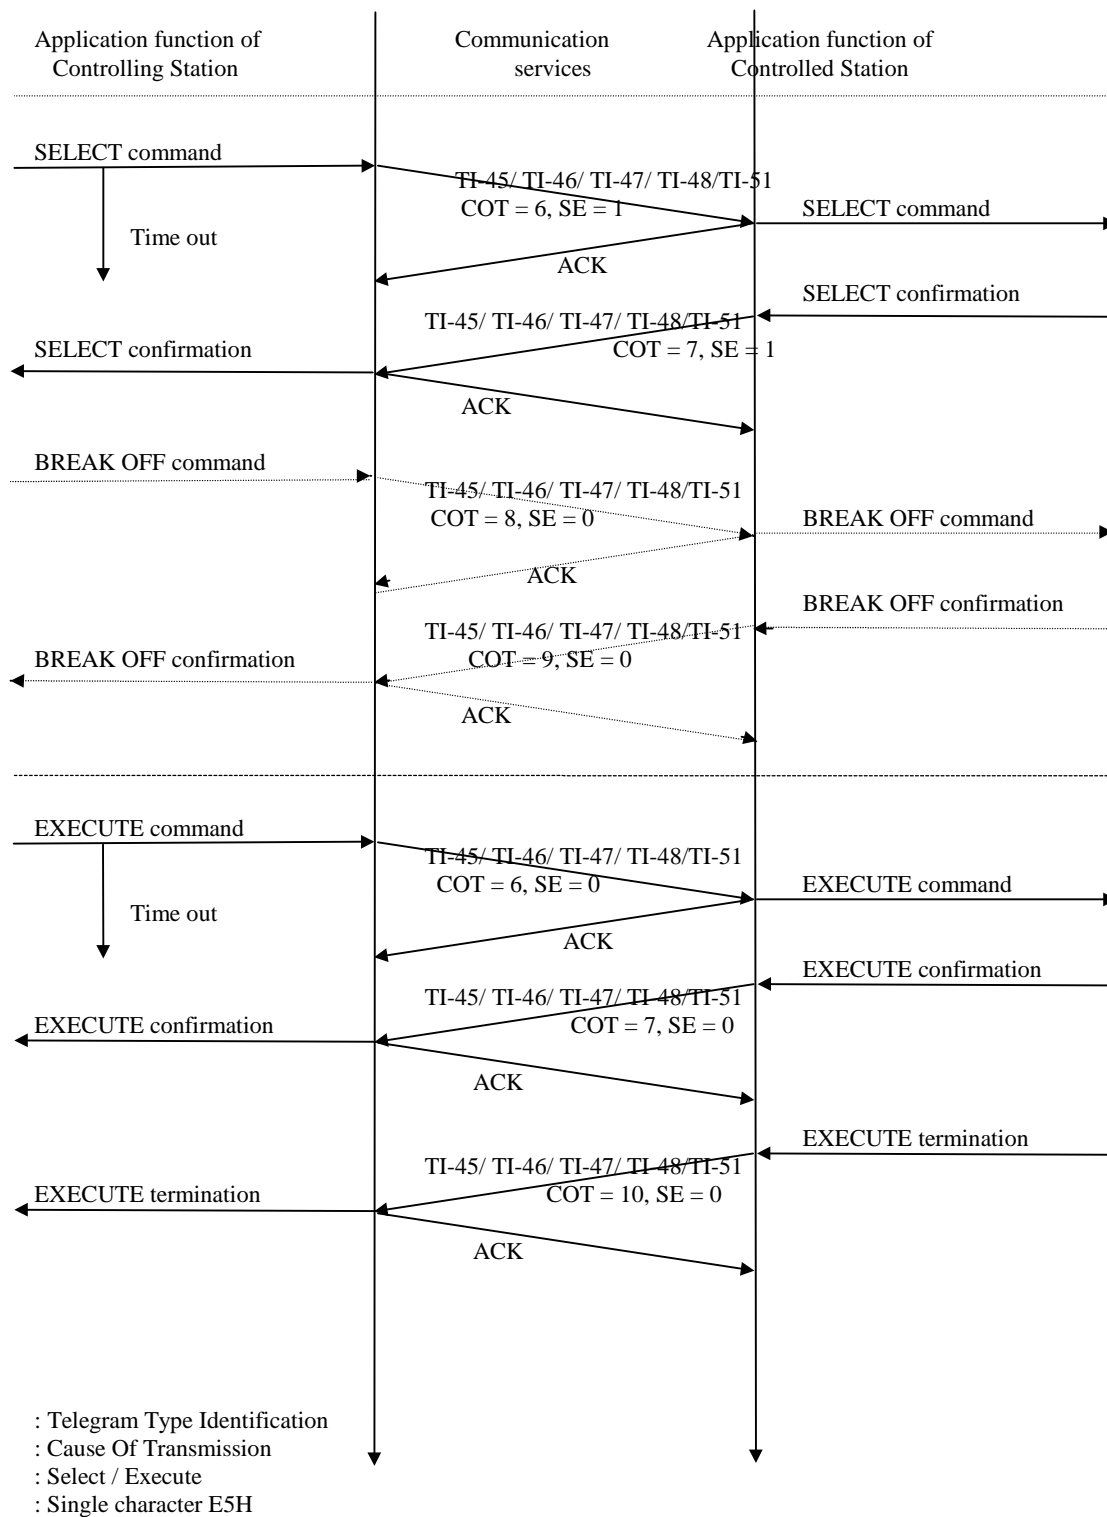 Application function of
Controlling Station
Communication
services
Application function of
Controlled Station
SELECT command
TI-45/ TI-46/ TI-47/ TI-48/TI-51
COT = 6, SE = 1
SELECT command
Time out
ACK
SELECT confirmation
TI-45/ TI-46/ TI-47/ TI-48/TI-51
COT = 7, SE = 1
SELECT confirmation
ACK
BREAK OFF command
TI-45/ TI-46/ TI-47/ TI-48/TI-51
COT = 8, SE = 0
BREAK OFF command
ACK
BREAK OFF confirmation
TI-45/ TI-46/ TI-47/ TI-48/TI-51
COT = 9, SE = 0
BREAK OFF confirmation
ACK
EXECUTE command
TI-45/ TI-46/ TI-47/ TI-48/TI-51
COT = 6, SE = 0
EXECUTE command
Time out
ACK
EXECUTE confirmation
TI-45/ TI-46/ TI-47/ TI-48/TI-51
COT = 7, SE = 0
EXECUTE confirmation
ACK
EXECUTE termination
TI-45/ TI-46/ TI-47/ TI-48/TI-51
COT = 10, SE = 0
EXECUTE termination
ACK
: Telegram Type Identification
: Cause Of Transmission
: Select / Execute
: Single character E5H